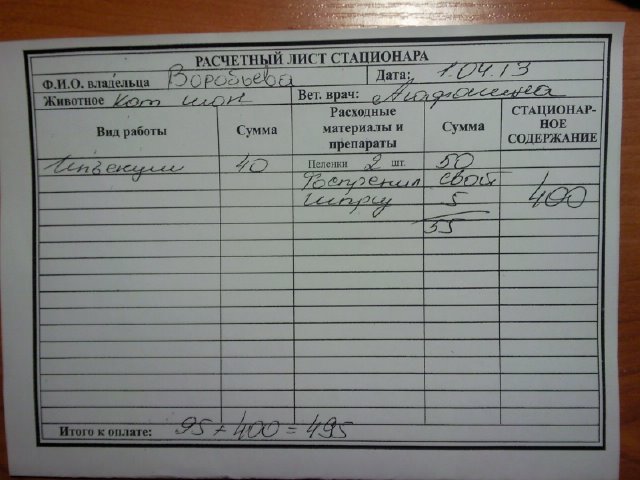 РАСЧЕТНЫЙ ЛИСТ СТАЦИОНАРА
Ф.И.О. владельца Воробьева Дата: 1.04.13
Животное Кот Вет. врач:
Вид работы Сумма Расходные материалы и препараты Сумма СТАЦИОНАР-НОЕ СОДЕРЖАНИЕ
Инъекции 40 Пеленки 2 шт. 50
свой 400
шприц 5
55
Итого к оплате: 95 + 400 = 495